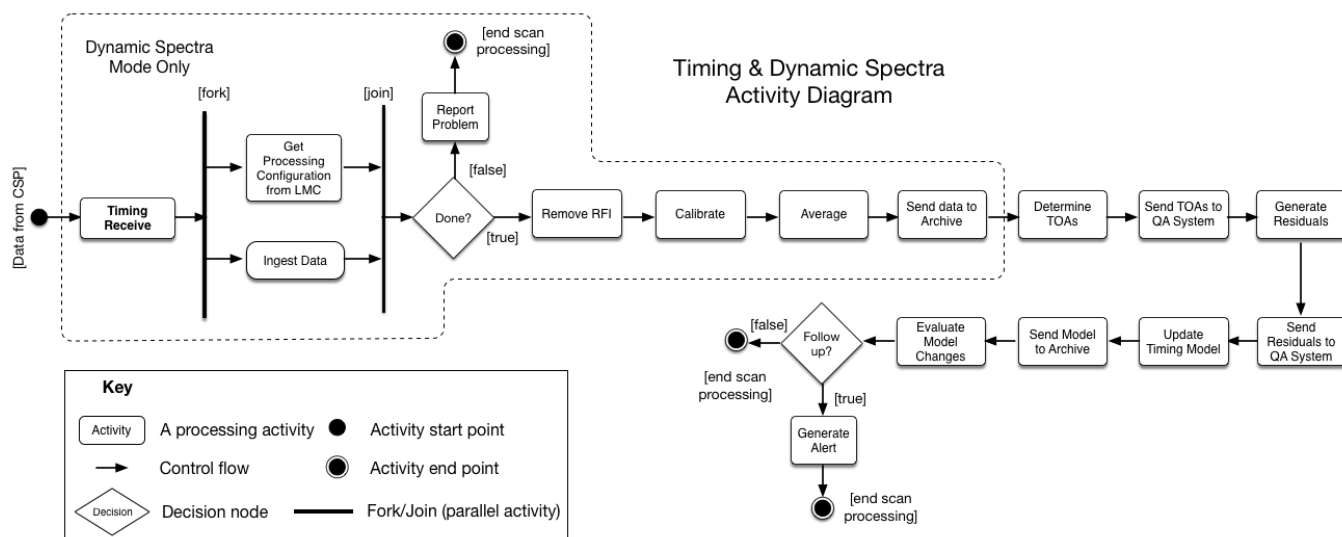 Dynamic Spectra
Mode Only
[end scan
processing]
Timing & Dynamic Spectra
Activity Diagram
[fork]
[join]
Report
Problem
Get
Processing
Configuration
from LMC
[false]
[Data from CSP]
Timing
Receive
Done?
[true]
Remove RFI
Calibrate
Average
Send data to
Archive
Determine
TOAs
Send TOAs to
QA System
Generate
Residuals
Ingest Data
[false]
Follow
up?
Evaluate
Model
Changes
Send Model
to Archive
Update
Timing Model
Send
Residuals to
QA System
[end scan
processing]
[true]
Generate
Alert
[end scan
processing]
Key
Activity
A processing activity
Activity start point
Control flow
Activity end point
Decision
Decision node
Fork/Join (parallel activity)